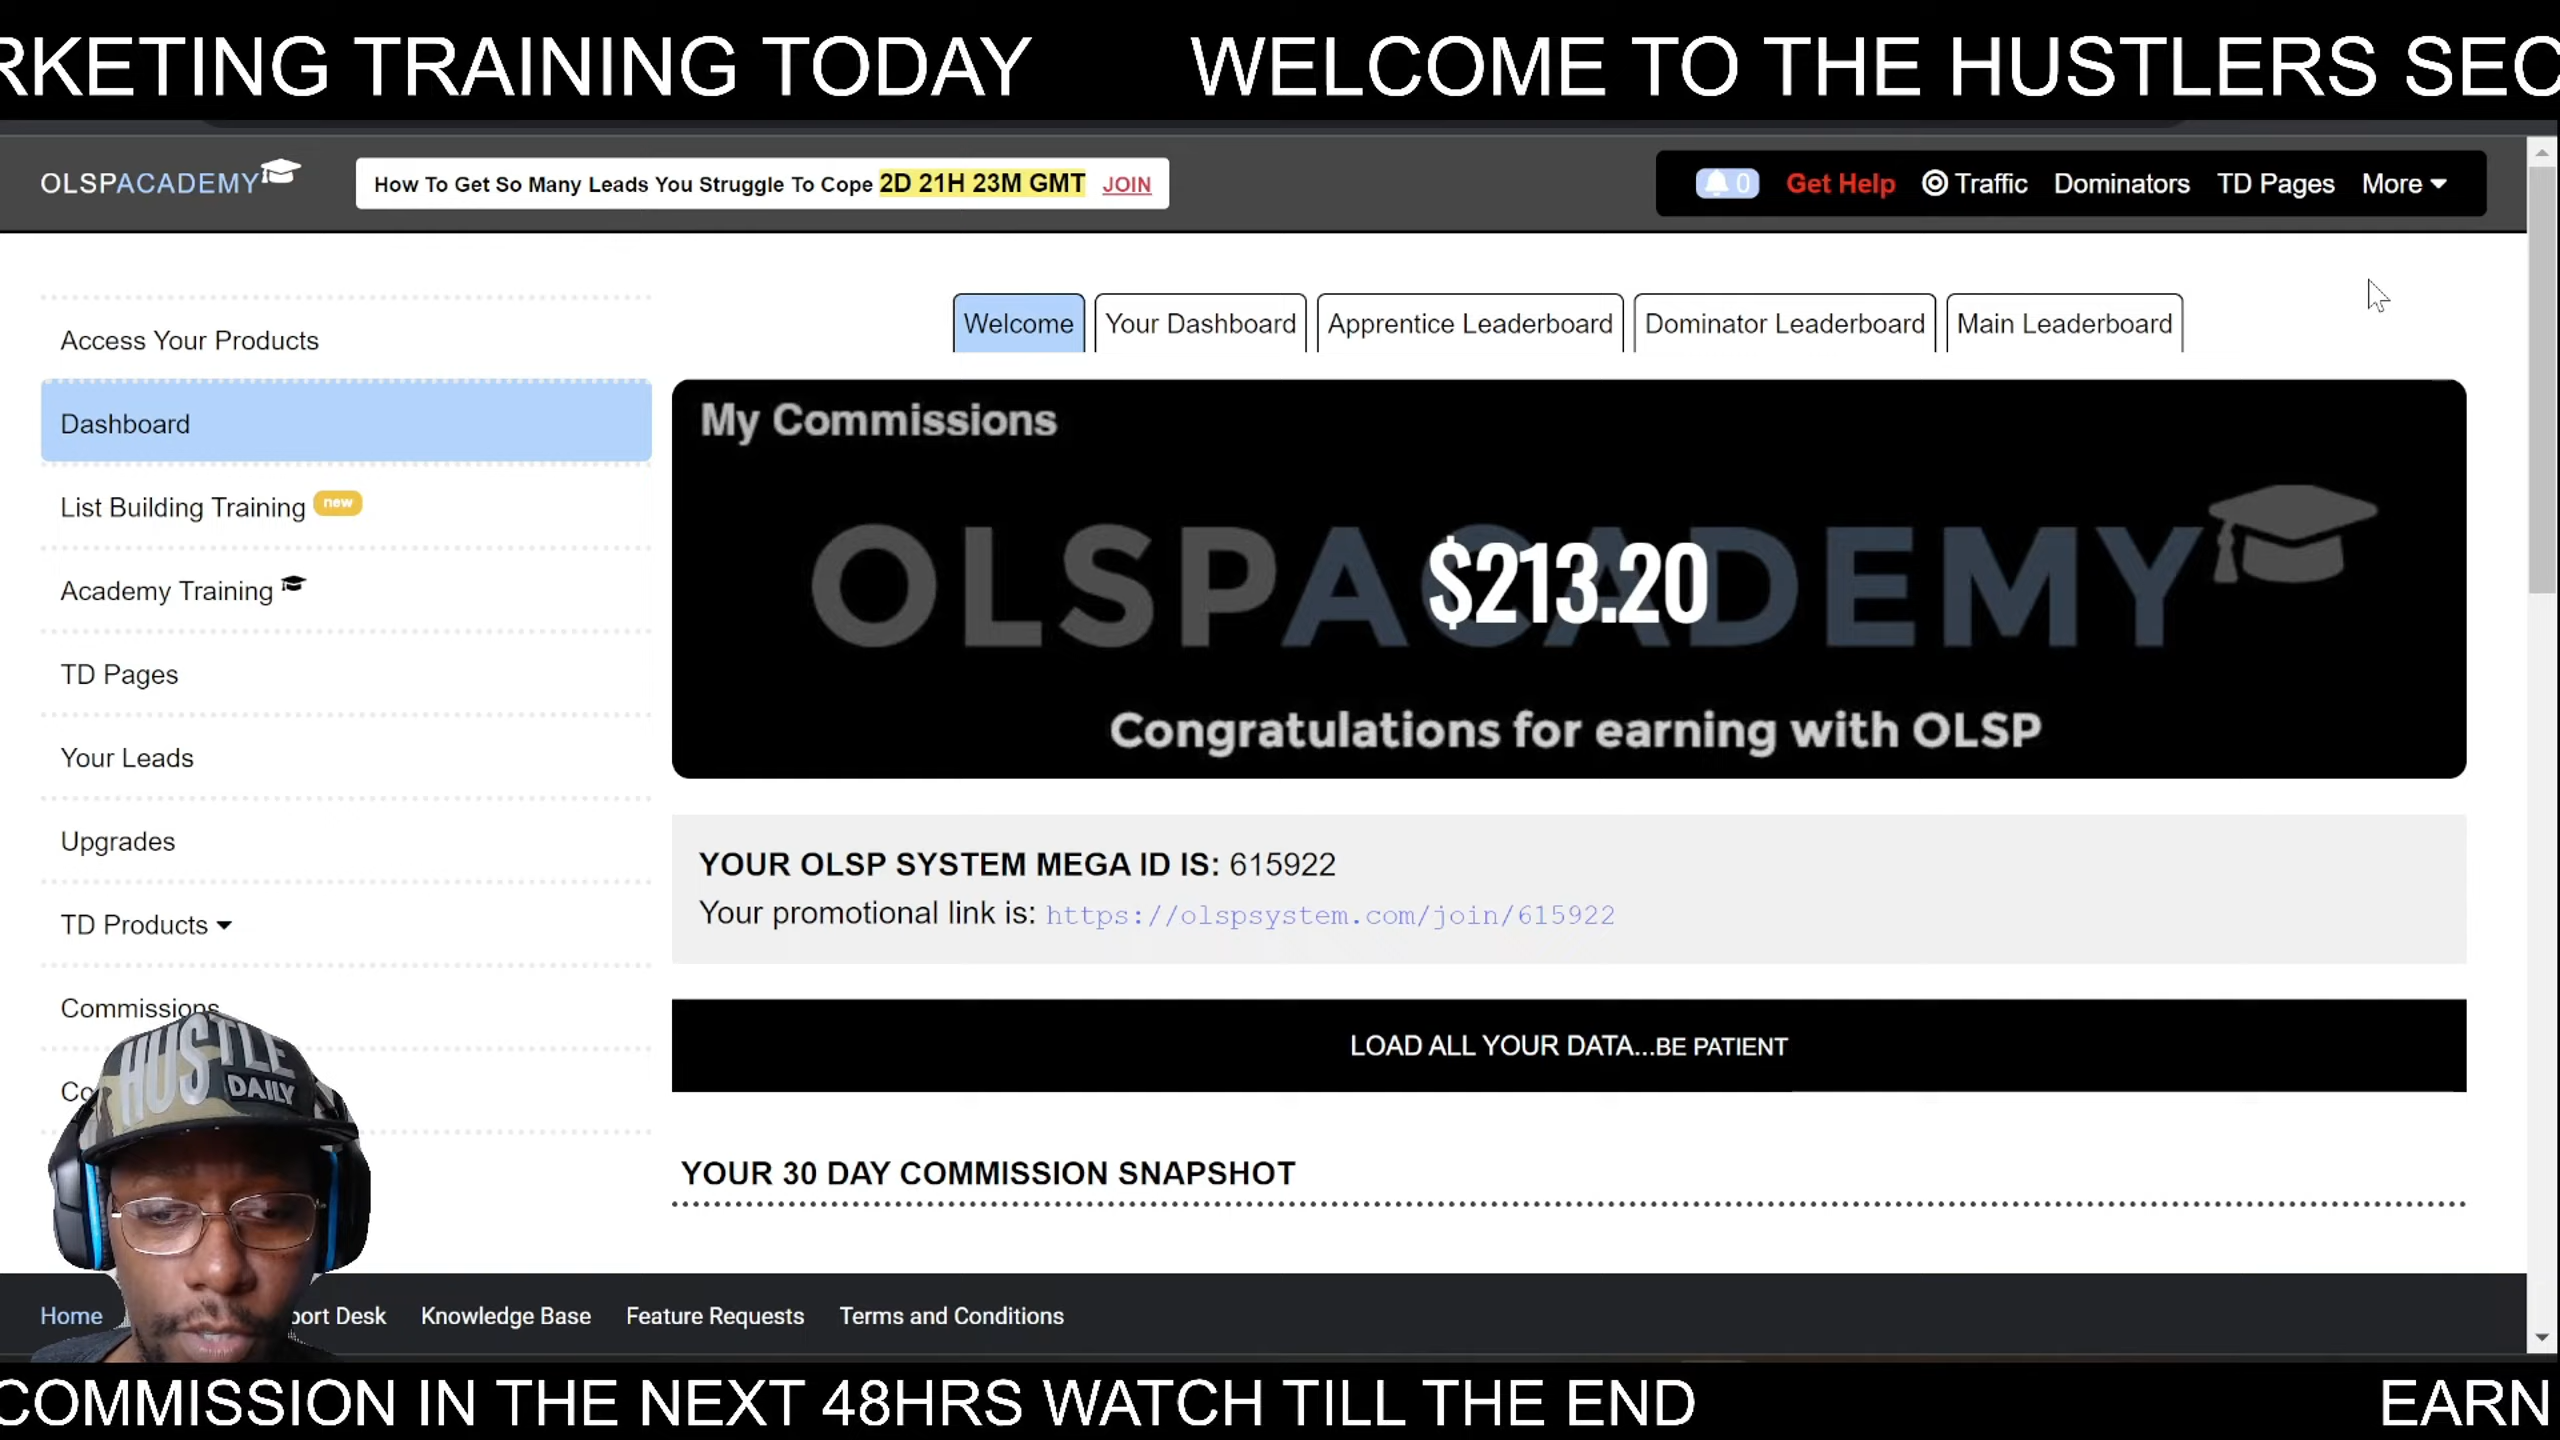 RKETING TRAINING TODAY WELCOME TO THE HUSTLERS SEC
OLSPACADEMY
How To Get So Many Leads You Struggle To Cope 2D 21H 23M GMT JOIN
0 Get Help Traffic Dominators TD Pages More
Welcome Your Dashboard Apprentice Leaderboard Dominator Leaderboard Main Leaderboard
Access Your Products
Dashboard
List Building Training new
Academy Training
TD Pages
Your Leads
Upgrades
TD Products
Commissions
Co
My Commissions
OLSPACADEMY
$213.20
Congratulations for earning with OLSP
YOUR OLSP SYSTEM MEGA ID IS: 615922
Your promotional link is: https://olspsystem.com/join/615922
LOAD ALL YOUR DATA...BE PATIENT
YOUR 30 DAY COMMISSION SNAPSHOT
HUSTLE
DAILY
Home port Desk Knowledge Base Feature Requests Terms and Conditions
COMMISSION IN THE NEXT 48HRS WATCH TILL THE END EARN